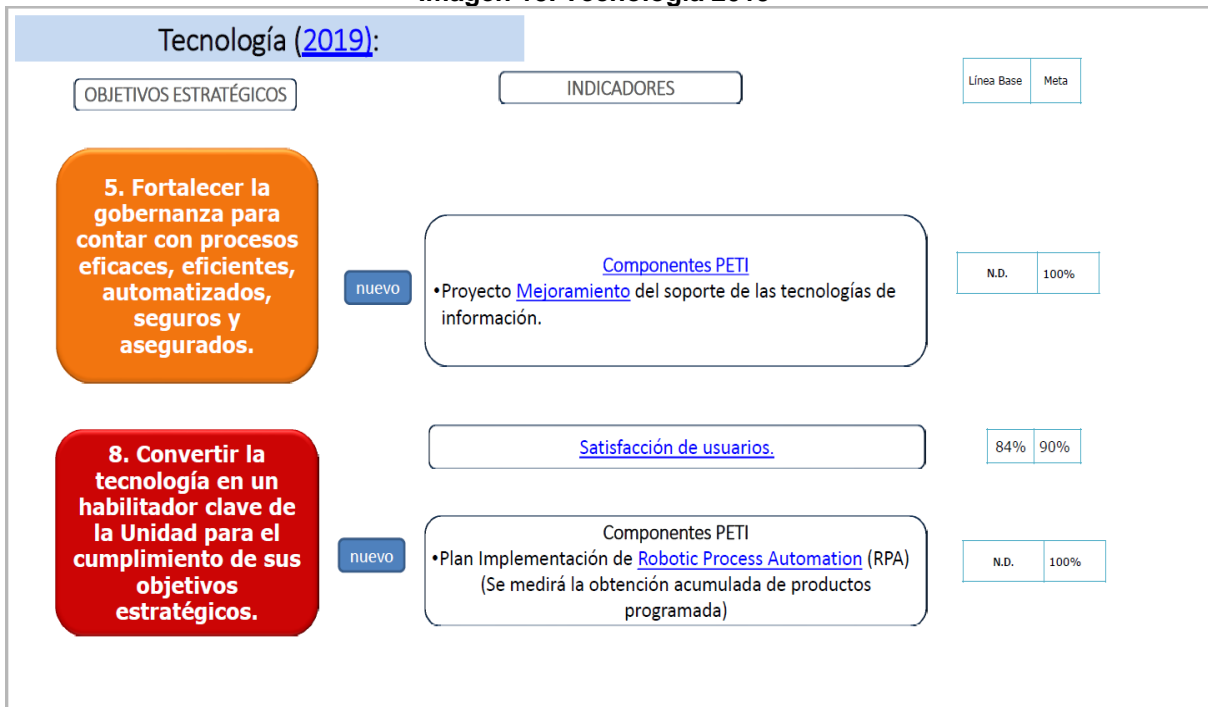 Tecnología (2019):
OBJETIVOS ESTRATÉGICOS
INDICADORES
Línea Base Meta
5. Fortalecer la
gobernanza para
contar con procesos
eficaces, eficientes,
automatizados,
seguros y
asegurados.
nuevo
Componentes PETI
•Proyecto Mejoramiento del soporte de las tecnologías de
información.
N.D. 100%
8. Convertir la
tecnología en un
habilitador clave de
la Unidad para el
cumplimiento de sus
objetivos
estratégicos.
Satisfacción de usuarios.
84% 90%
nuevo
Componentes PETI
•Plan Implementación de Robotic Process Automation (RPA)
(Se medirá la obtención acumulada de productos
programada)
N.D. 100%